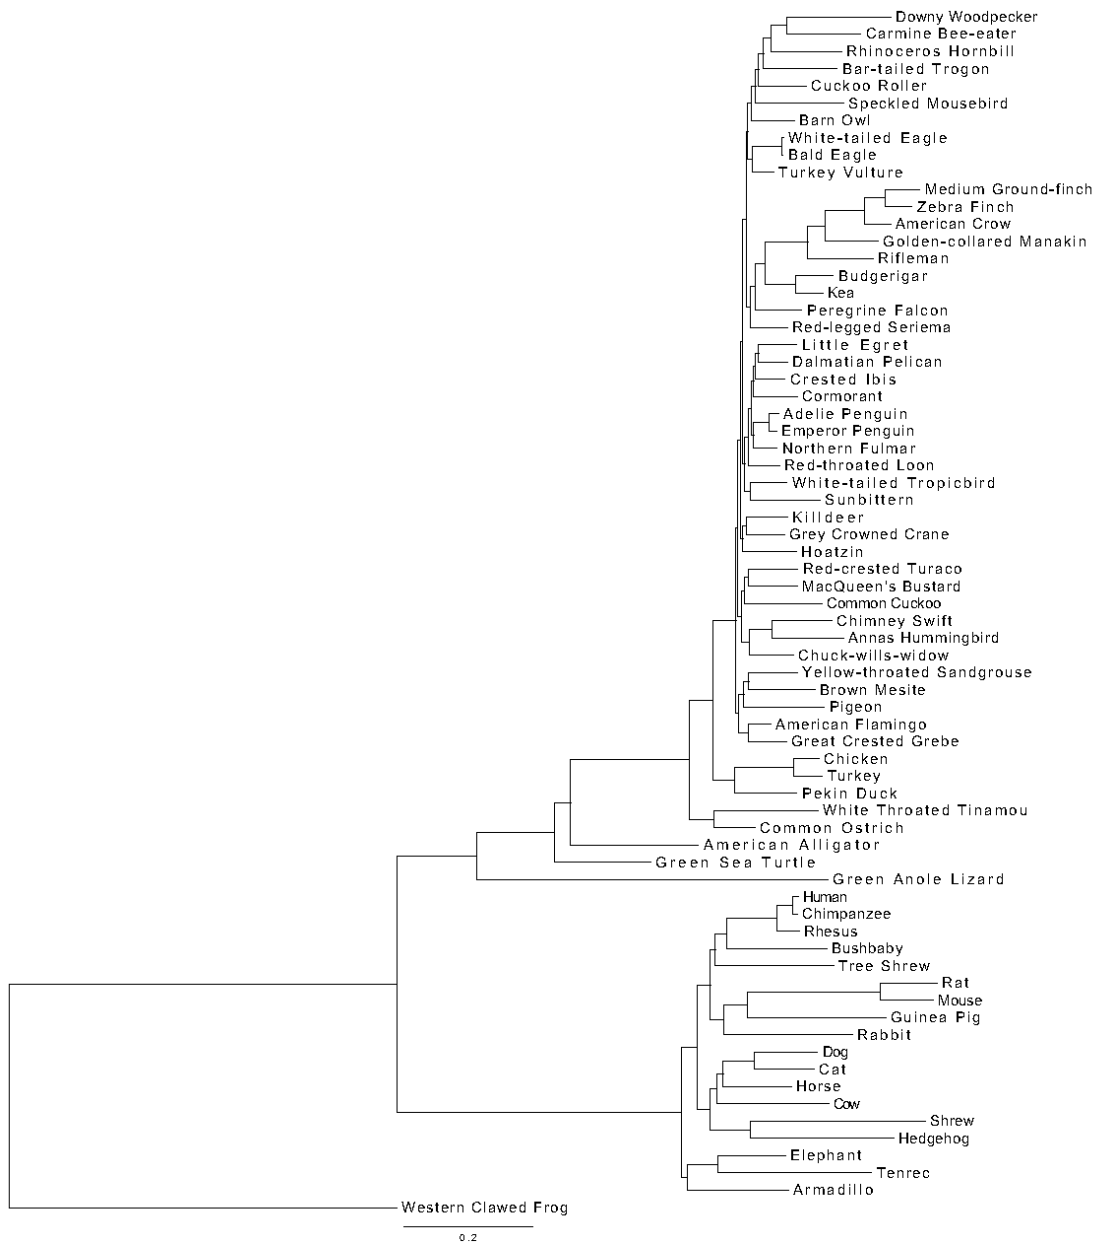 Downy Woodpecker
Carmine Bee-eater
Rhinoceros Hornbill
Bar-tailed Trogon
Cuckoo Roller
Speckled Mousebird
Barn Owl
White-tailed Eagle
Bald Eagle
Turkey Vulture
Medium Ground-finch
Zebra Finch
American Crow
Golden-collared Manakin
Rifleman
Budgerigar
Kea
Peregrine Falcon
Red-legged Seriema
Little Egret
Dalmatian Pelican
Crested Ibis
Cormorant
Adelie Penguin
Emperor Penguin
Northern Fulmar
Red-throated Loon
White-tailed Tropicbird
Sunbittern
Killdeer
Grey Crowned Crane
Hoatzin
Red-crested Turaco
MacQueen's Bustard
Common Cuckoo
Chimney Swift
Annas Hummingbird
Chuck-wills-widow
Yellow-throated Sandgrouse
Brown Mesite
Pigeon
American Flamingo
Great Crested Grebe
Chicken
Turkey
Pekin Duck
White Throated Tinamou
Common Ostrich
American Alligator
Green Sea Turtle
Green Anole Lizard
Human
Chimpanzee
Rhesus
Bushbaby
Tree Shrew
Rat
Mouse
Guinea Pig
Rabbit
Dog
Cat
Horse
Cow
Shrew
Hedgehog
Elephant
Tenrec
Armadillo
Western Clawed Frog
0.2